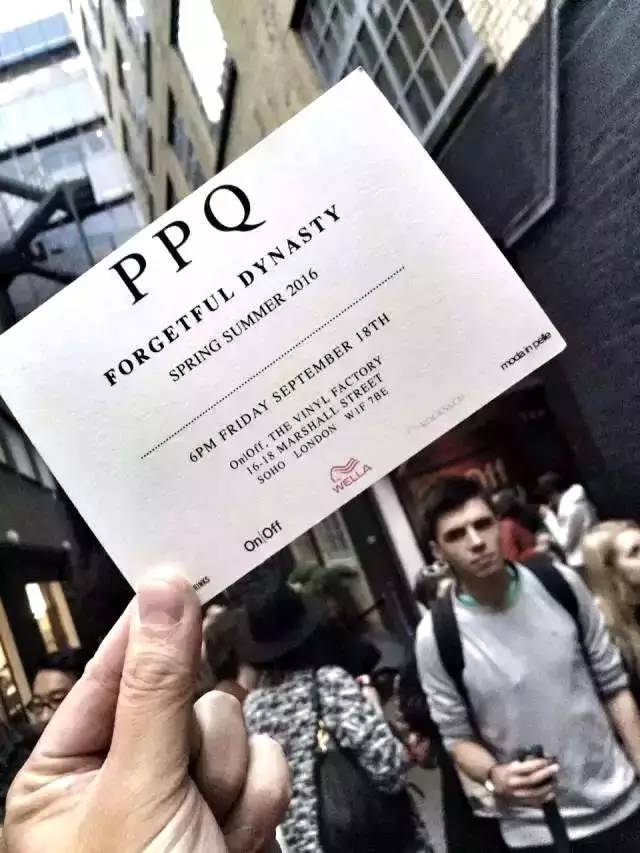 PPQ
FORGETFUL DYNASTY
SPRING SUMMER 2016
6PM FRIDAY SEPTEMBER 18TH
On|Off, THE VINYL FACTORY
16-18 MARSHALL STREET
SOHO LONDON W1F 7BE
On|Off
WELLA
moda in pelle